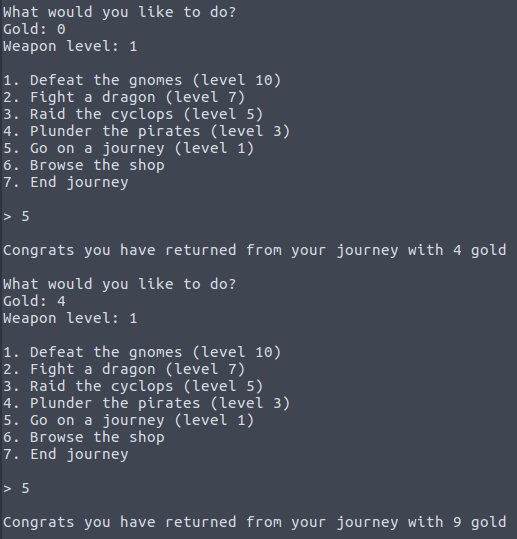 What would you like to do?
Gold: 0
Weapon level: 1
1. Defeat the gnomes (level 10)
2. Fight a dragon (level 7)
3. Raid the cyclops (level 5)
4. Plunder the pirates (level 3)
5. Go on a journey (level 1)
6. Browse the shop
7. End journey
> 5
Congrats you have returned from your journey with 4 gold
What would you like to do?
Gold: 4
Weapon level: 1
1. Defeat the gnomes (level 10)
2. Fight a dragon (level 7)
3. Raid the cyclops (level 5)
4. Plunder the pirates (level 3)
5. Go on a journey (level 1)
6. Browse the shop
7. End journey
> 5
Congrats you have returned from your journey with 9 gold